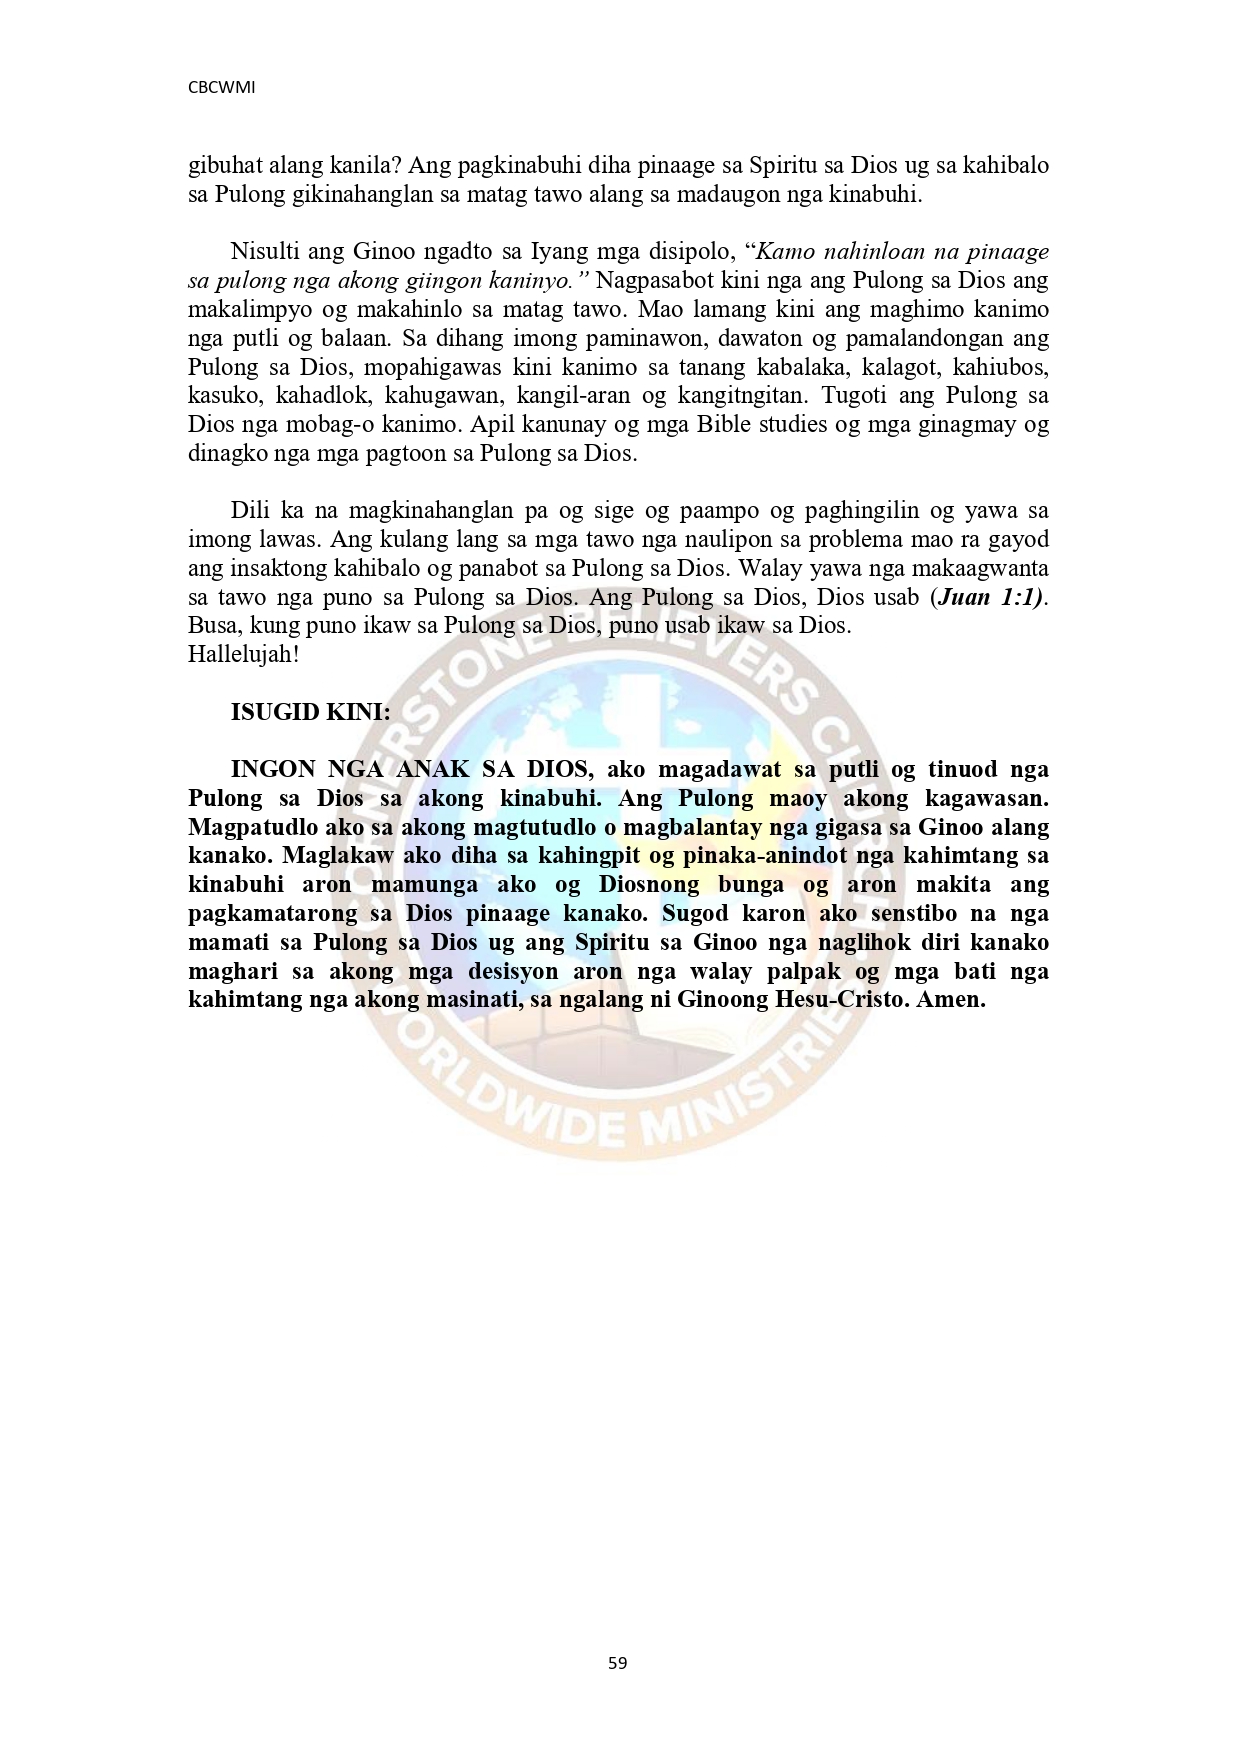 CBCWMI
gibuhat alang kanila? Ang pagkinabuhi diha pinaage sa Spiritu sa Dios ug sa kahibalo
sa Pulong gikinahanglan sa matag tawo alang sa madaugon nga kinabuhi.
Nisulti ang Ginoo ngadto sa Iyang mga disipolo, “Kamo nahinloan na pinaage
sa pulong nga akong giingon kaninyo.” Nagpasabot kini nga ang Pulong sa Dios ang
makalimpyo og makahinlo sa matag tawo. Mao lamang kini ang maghimo kanimo
nga putli og balaan. Sa dihang imong paminawon, dawaton og pamalandongan ang
Pulong sa Dios, mopahigawas kini kanimo sa tanang kabalaka, kalagot, kahiubos,
kasuko, kahadlok, kahugawan, kangil-aran og kangitngitan. Tugoti ang Pulong sa
Dios nga mobag-o kanimo. Apil kanunay og mga Bible studies og mga ginagmay og
dinagko nga mga pagtoon sa Pulong sa Dios.
Dili ka na magkinahanglan pa og sige og paampo og paghingilin og yawa sa
imong lawas. Ang kulang lang sa mga tawo nga naulipon sa problema mao ra gayod
ang insaktong kahibalo og panabot sa Pulong sa Dios. Walay yawa nga makaagwanta
sa tawo nga puno sa Pulong sa Dios. Ang Pulong sa Dios, Dios usab (Juan 1:1).
Busa, kung puno ikaw sa Pulong sa Dios, puno usab ikaw sa Dios.
Hallelujah!
ISUGID KINI:
INGON NGA ANAK SA DIOS, ako magadawat sa putli og tinuod nga
Pulong sa Dios sa akong kinabuhi. Ang Pulong maoy akong kagawasan.
Magpatudlo ako sa akong magtutudlo o magbalantay nga gigasa sa Ginoo alang
kanako. Maglakaw ako diha sa kahingpit og pinaka-anindot nga kahimtang sa
kinabuhi aron mamunga ako og Diosnong bunga og aron makita ang
pagkamatarong sa Dios pinaage kanako. Sugod karon ako senstibo na nga
mamati sa Pulong sa Dios ug ang Spiritu sa Ginoo nga naglihok diri kanako
maghari sa akong mga desisyon aron nga walay palpak og mga bati nga
kahimtang nga akong masinati, sa ngalang ni Ginoong Hesu-Cristo. Amen.
CORNERSTONE BELIEVERS CHURCH
WORLDWIDE MINISTRIES
59